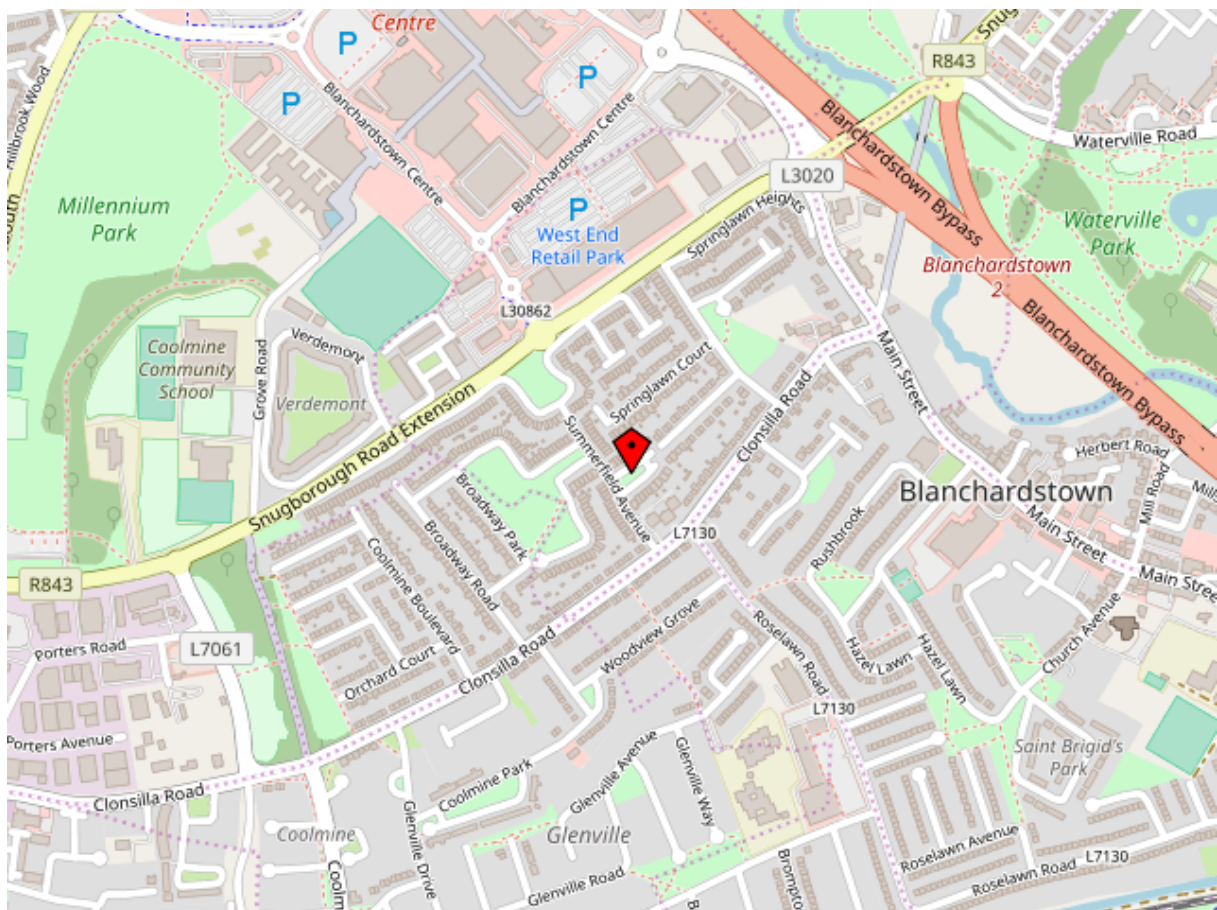 Centre
P
P
P
P
Blanchardstown Centre
Blanchardstown Centre
West End
Retail Park
R843
L3020
Waterville Road
Blanchardstown Bypass
Blanchardstown Bypass
Waterville
Park
Blanchardstown
2
Millennium
Park
Springlawn Heights
L30862
Verdemont
Verdemont
Coolmine
Community
School
Grove Road
Springlawn Court
Main Street
Clonsilla Road
Snugborough Road Extension
Summerfield Avenue
Herbert Road
Mill Road
Blanchardstown
Main Street
Main Stree
Broadway Park
Broadway Road
Coolmine Boulevard
L7130
Rushbrook
R843
L7061
Porters Road
Orchard Court
Clonsilla Road
Woodview Grove
Roselawn Road
Hazel Lawn
Hazel Lawn
Church Avenue
L7130
Porters Avenue
Saint Brigid's
Park
Clonsilla Road
Coolmine Park
Glenville Avenue
Glenville Way
Coolmine
Glenville Drive
Glenville
Glenville Road
Roselawn Avenue
Roselawn Road
L7130